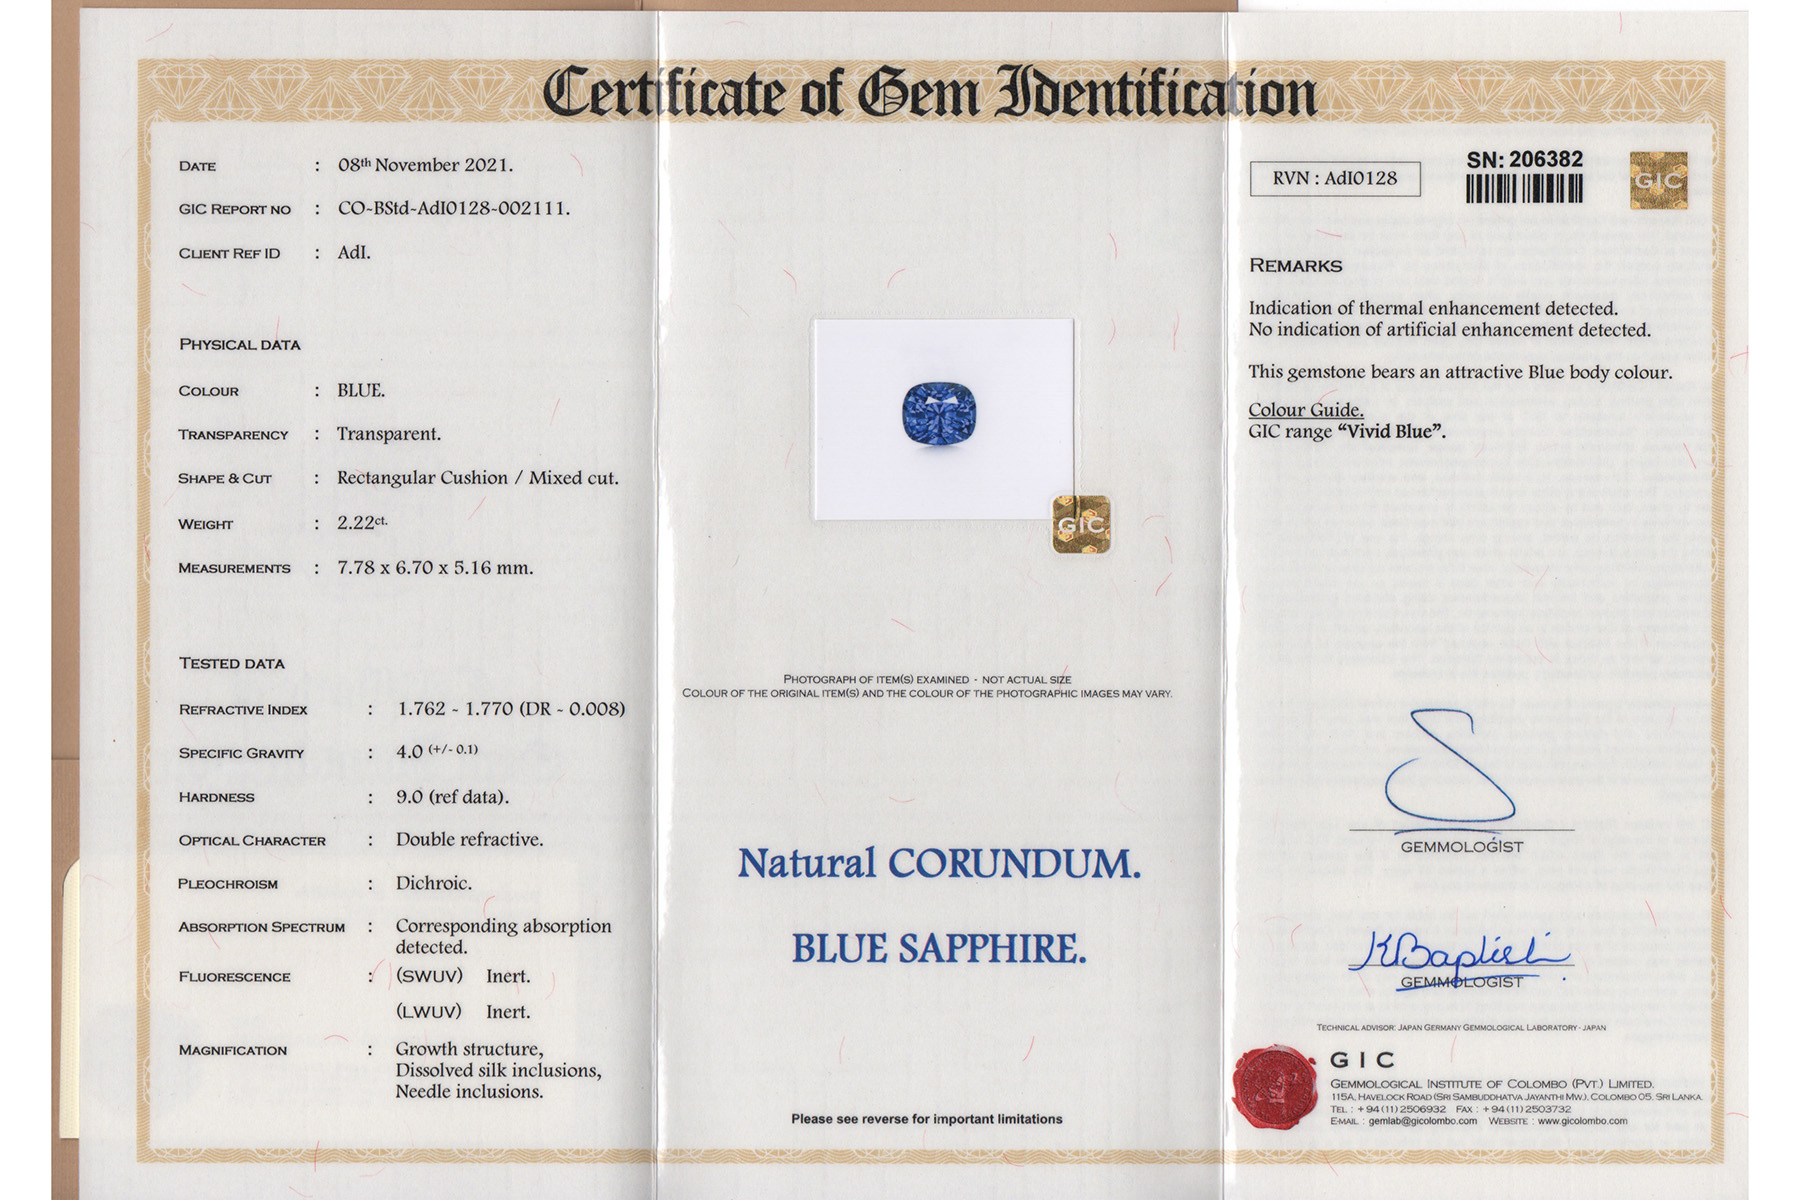 Certificate of Gem Identification
DATE : 08th November 2021.
GIC REPORT NO : CO-BStd-AdI0128-002111.
CLIENT REF ID : AdI.
PHYSICAL DATA
COLOUR : BLUE.
TRANSPARENCY : Transparent.
SHAPE & CUT : Rectangular Cushion / Mixed cut.
WEIGHT : 2.22ct.
MEASUREMENTS : 7.78 x 6.70 x 5.16 mm.
TESTED DATA
REFRACTIVE INDEX : 1.762 - 1.770 (DR - 0.008)
SPECIFIC GRAVITY : 4.0 (+/- 0.1)
HARDNESS : 9.0 (ref data).
OPTICAL CHARACTER : Double refractive.
PLEOCHROISM : Dichroic.
ABSORPTION SPECTRUM : Corresponding absorption
detected.
FLUORESCENCE : (SWUV) Inert.
(LWUV) Inert.
MAGNIFICATION : Growth structure,
Dissolved silk inclusions,
Needle inclusions.
GIC
PHOTOGRAPH OF ITEM(S) EXAMINED - NOT ACTUAL SIZE
COLOUR OF THE ORIGINAL ITEM(S) AND THE COLOUR OF THE PHOTOGRAPHIC IMAGES MAY VARY.
Natural CORUNDUM.
BLUE SAPPHIRE.
Please see reverse for important limitations
RVN : AdI0128
SN: 206382
GIC
REMARKS
Indication of thermal enhancement detected.
No indication of artificial enhancement detected.
This gemstone bears an attractive Blue body colour.
Colour Guide.
GIC range “Vivid Blue”.
GEMMOLOGIST
KBaptist
GEMMOLOGIST
TECHNICAL ADVISOR: JAPAN GERMANY GEMMOLOGICAL LABORATORY - JAPAN
GIC
GEMMOLOGICAL INSTITUTE OF COLOMBO (PVT.) LIMITED.
115A, HAVELOCK ROAD (SRI SAMBUDDHATVA JAYANTHI MW.), COLOMBO 05. SRI LANKA.
TEL : +94 (11) 2506932 FAX : +94 (11) 2503732
E-MAIL : gemlab@gicolombo.com WEBSITE : www.gicolombo.com